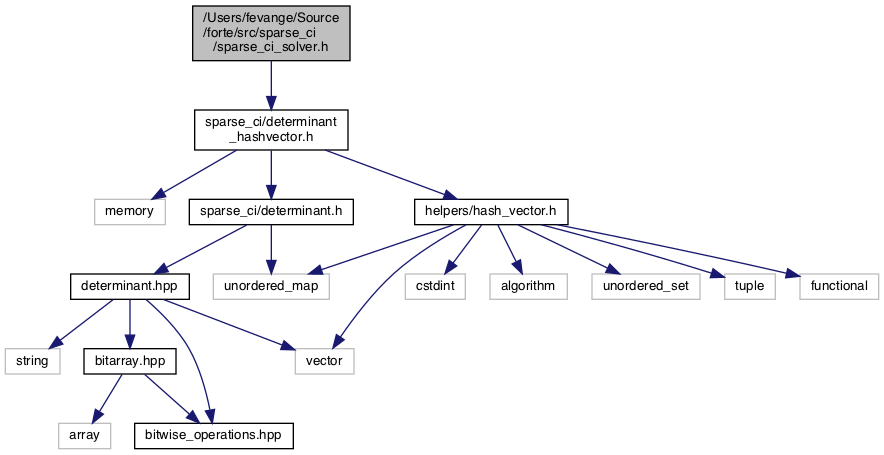 /Users/fevange/Source
/forte/src/sparse_ci
/sparse_ci_solver.h
sparse_ci/determinant
_hashvector.h
memory
sparse_ci/determinant.h
helpers/hash_vector.h
determinant.hpp
unordered_map
cstdint
algorithm
unordered_set
tuple
functional
string
bitarray.hpp
vector
array
bitwise_operations.hpp